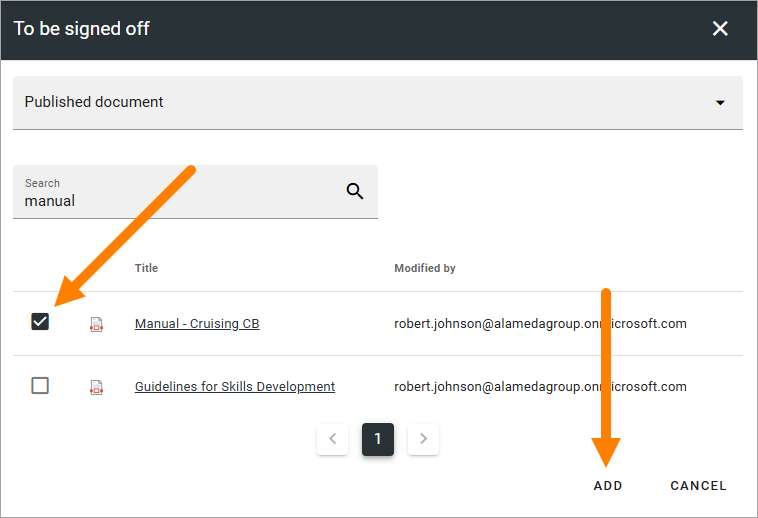 To be signed off
Published document
Search
manual
Title Modified by
Manual - Cruising CB robert.johnson@alamedagroup.onmicrosoft.com
Guidelines for Skills Development robert.johnson@alamedagroup.onmicrosoft.com
1
ADD CANCEL